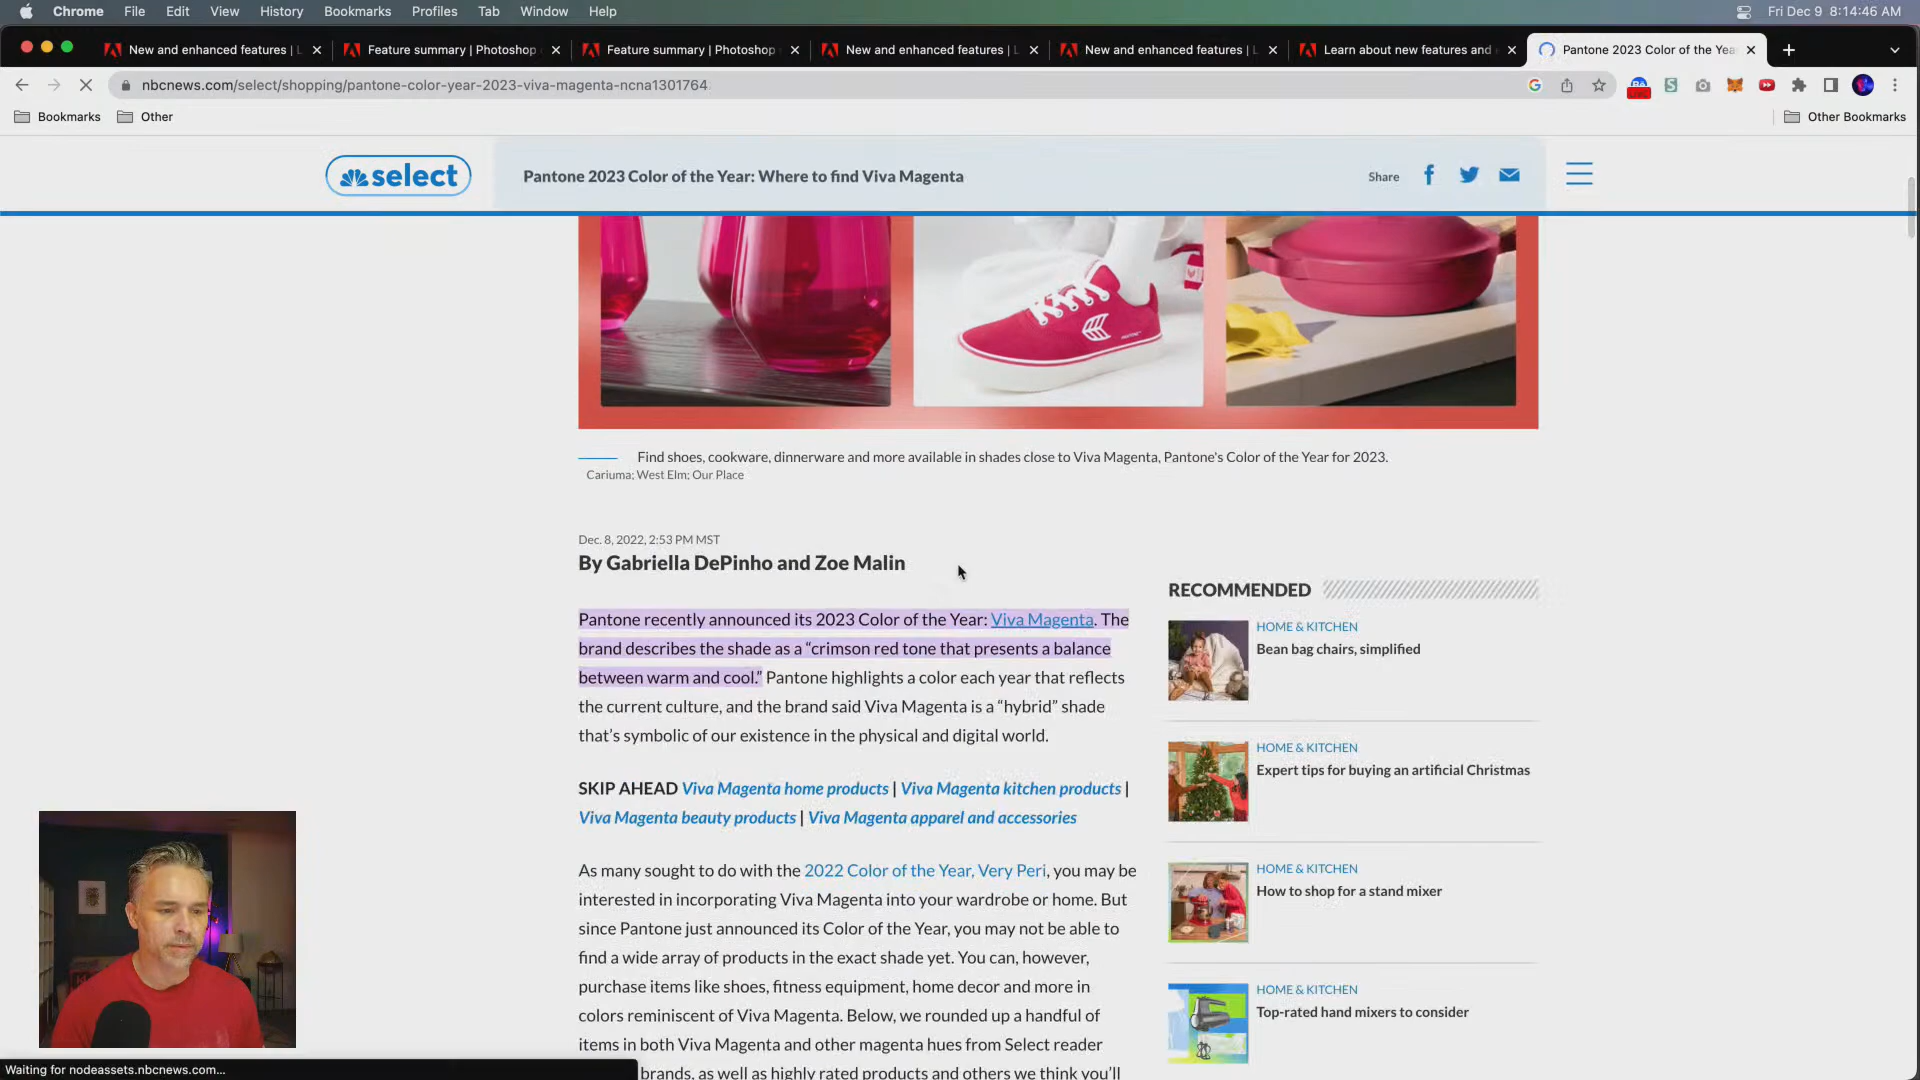 Chrome File Edit View History Bookmarks Profiles Tab Window Help Fri Dec 9 8:14:46 AM
New and enhanced features | L Feature summary | Photoshop Feature summary | Photoshop New and enhanced features | L New and enhanced features | L Learn about new features and Pantone 2023 Color of the Yea
nbcnews.com/select/shopping/pantone-color-year-2023-viva-magenta-ncna1301764
Bookmarks Other Other Bookmarks
select Pantone 2023 Color of the Year: Where to find Viva Magenta Share
Find shoes, cookware, dinnerware and more available in shades close to Viva Magenta, Pantone's Color of the Year for 2023.
Cariuma; West Elm; Our Place
Dec. 8, 2022, 2:53 PM MST
By Gabriella DePinho and Zoe Malin
Pantone recently announced its 2023 Color of the Year: Viva Magenta. The
brand describes the shade as a “crimson red tone that presents a balance
between warm and cool.” Pantone highlights a color each year that reflects
the current culture, and the brand said Viva Magenta is a “hybrid” shade
that’s symbolic of our existence in the physical and digital world.
SKIP AHEAD Viva Magenta home products | Viva Magenta kitchen products |
Viva Magenta beauty products | Viva Magenta apparel and accessories
As many sought to do with the 2022 Color of the Year, Very Peri, you may be
interested in incorporating Viva Magenta into your wardrobe or home. But
since Pantone just announced its Color of the Year, you may not be able to
find a wide array of products in the exact shade yet. You can, however,
purchase items like shoes, fitness equipment, home decor and more in
colors reminiscent of Viva Magenta. Below, we rounded up a handful of
items in both Viva Magenta and other magenta hues from Select reader
brands, as well as highly rated products and others we think you’ll
RECOMMENDED
HOME & KITCHEN
Bean bag chairs, simplified
HOME & KITCHEN
Expert tips for buying an artificial Christmas
HOME & KITCHEN
How to shop for a stand mixer
HOME & KITCHEN
Top-rated hand mixers to consider
Waiting for nodeassets.nbcnews.com...